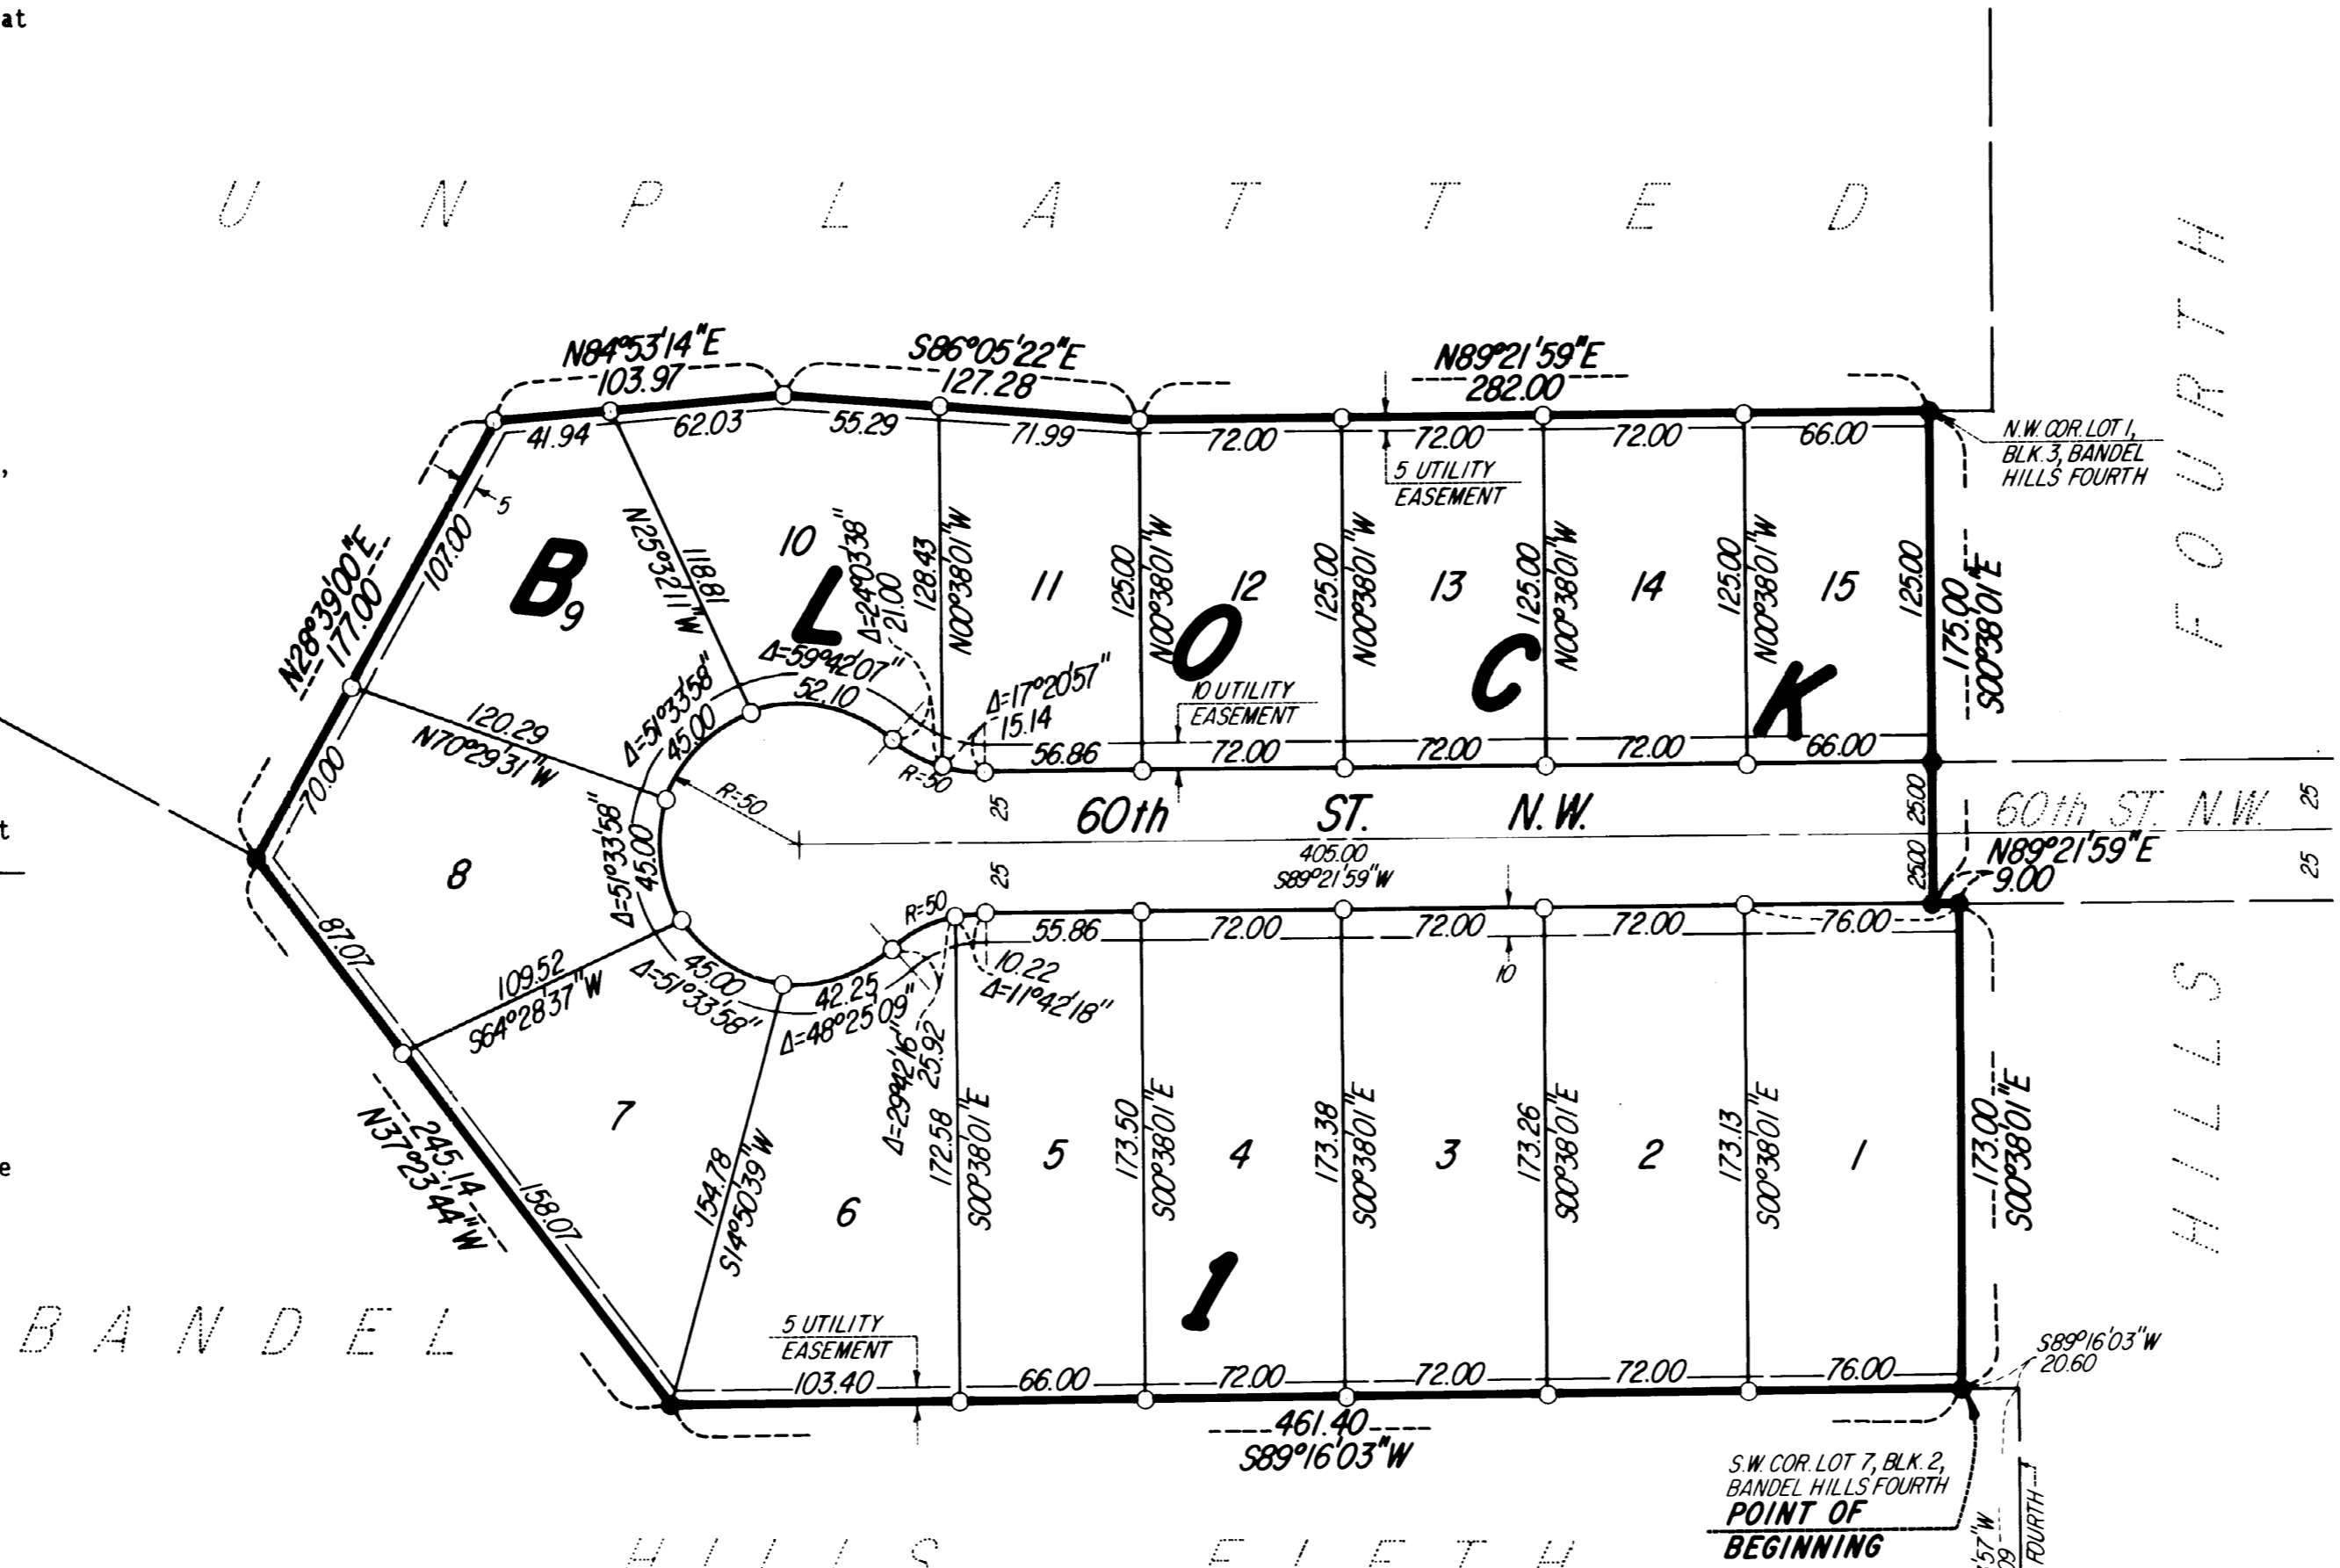 at
,
t
e
U N P L A T T E D
N84°53'14"E
103.97
S86°05'22"E
127.28
N89°21'59"E
282.00
41.94
62.03
55.29
71.99
72.00
72.00
72.00
66.00
N.W. COR. LOT 1,
BLK. 3, BANDEL
HILLS FOURTH
5 UTILITY
EASEMENT
5
107.00
N28°39'00"E
177.00
70.00
B
L
O
C
K
1
9
10
11
12
13
14
15
N25°32'11"W
118.81
Δ=24°03'38"
21.00
128.43
N00°38'01"W
125.00
N00°38'01"W
125.00
N00°38'01"W
125.00
N00°38'01"W
125.00
N00°38'01"W
125.00
175.00
S00°38'01"E
F O U R T H
Δ=59°42'07"
52.10
Δ=17°20'57"
15.14
10 UTILITY
EASEMENT
Δ=51°33'58"
45.00
120.29
N70°29'31"W
R=50
R=50
56.86
72.00
72.00
72.00
66.00
25
60th ST. N.W.
25.00
25.00
60th ST. N.W.
25
25
405.00
S89°21'59"W
25
N89°21'59"E
9.00
8
Δ=51°33'58"
45.00
87.07
109.52
S64°28'37"W
45.00
Δ=51°33'58"
42.25
Δ=48°25'09"
R=50
55.86
72.00
72.00
72.00
76.00
10
10.22
Δ=11°42'18"
Δ=29°42'16"
25.92
172.58
S00°38'01"E
173.50
S00°38'01"E
173.38
S00°38'01"E
173.26
S00°38'01"E
173.13
S00°38'01"E
173.00
S00°38'01"E
H I L L S
7
6
5
4
3
2
1
245.14
N37°23'44"W
158.07
154.78
S14°50'39"W
B A N D E L
5 UTILITY
EASEMENT
103.40
66.00
72.00
72.00
72.00
76.00
S89°16'03"W
20.60
461.40
S89°16'03"W
S.W. COR. LOT 7, BLK. 2,
BANDEL HILLS FOURTH
POINT OF
BEGINNING
57"W
09
FOURTH
H I L L S F I F T H